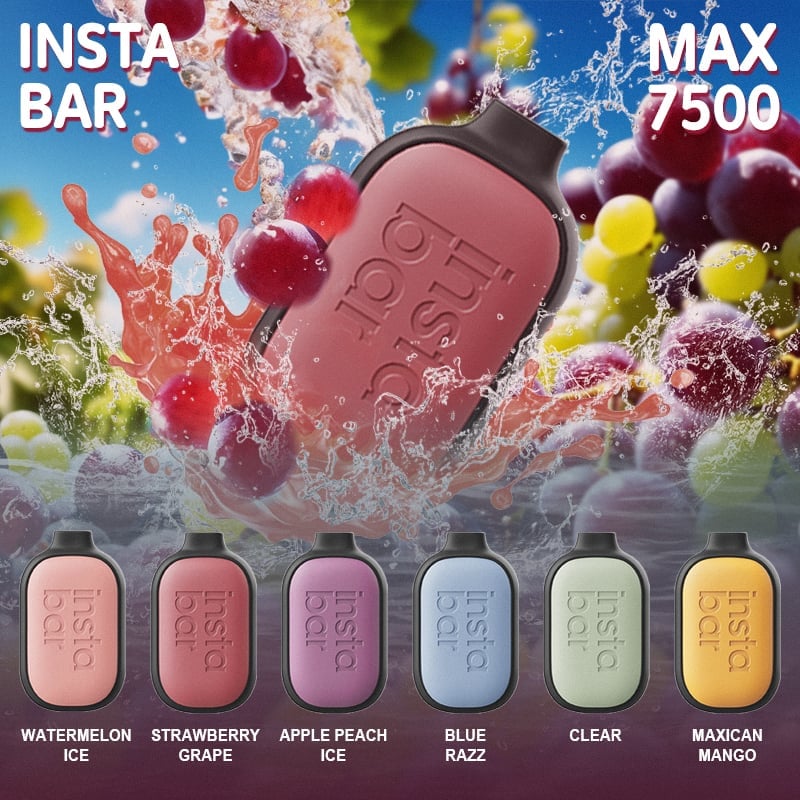 INSTA
BAR
MAX
7500
insta
bar
insta
bar
insta
bar
insta
bar
insta
bar
insta
bar
insta
bar
WATERMELON
ICE
STRAWBERRY
GRAPE
APPLE PEACH
ICE
BLUE
RAZZ
CLEAR
MAXICAN
MANGO